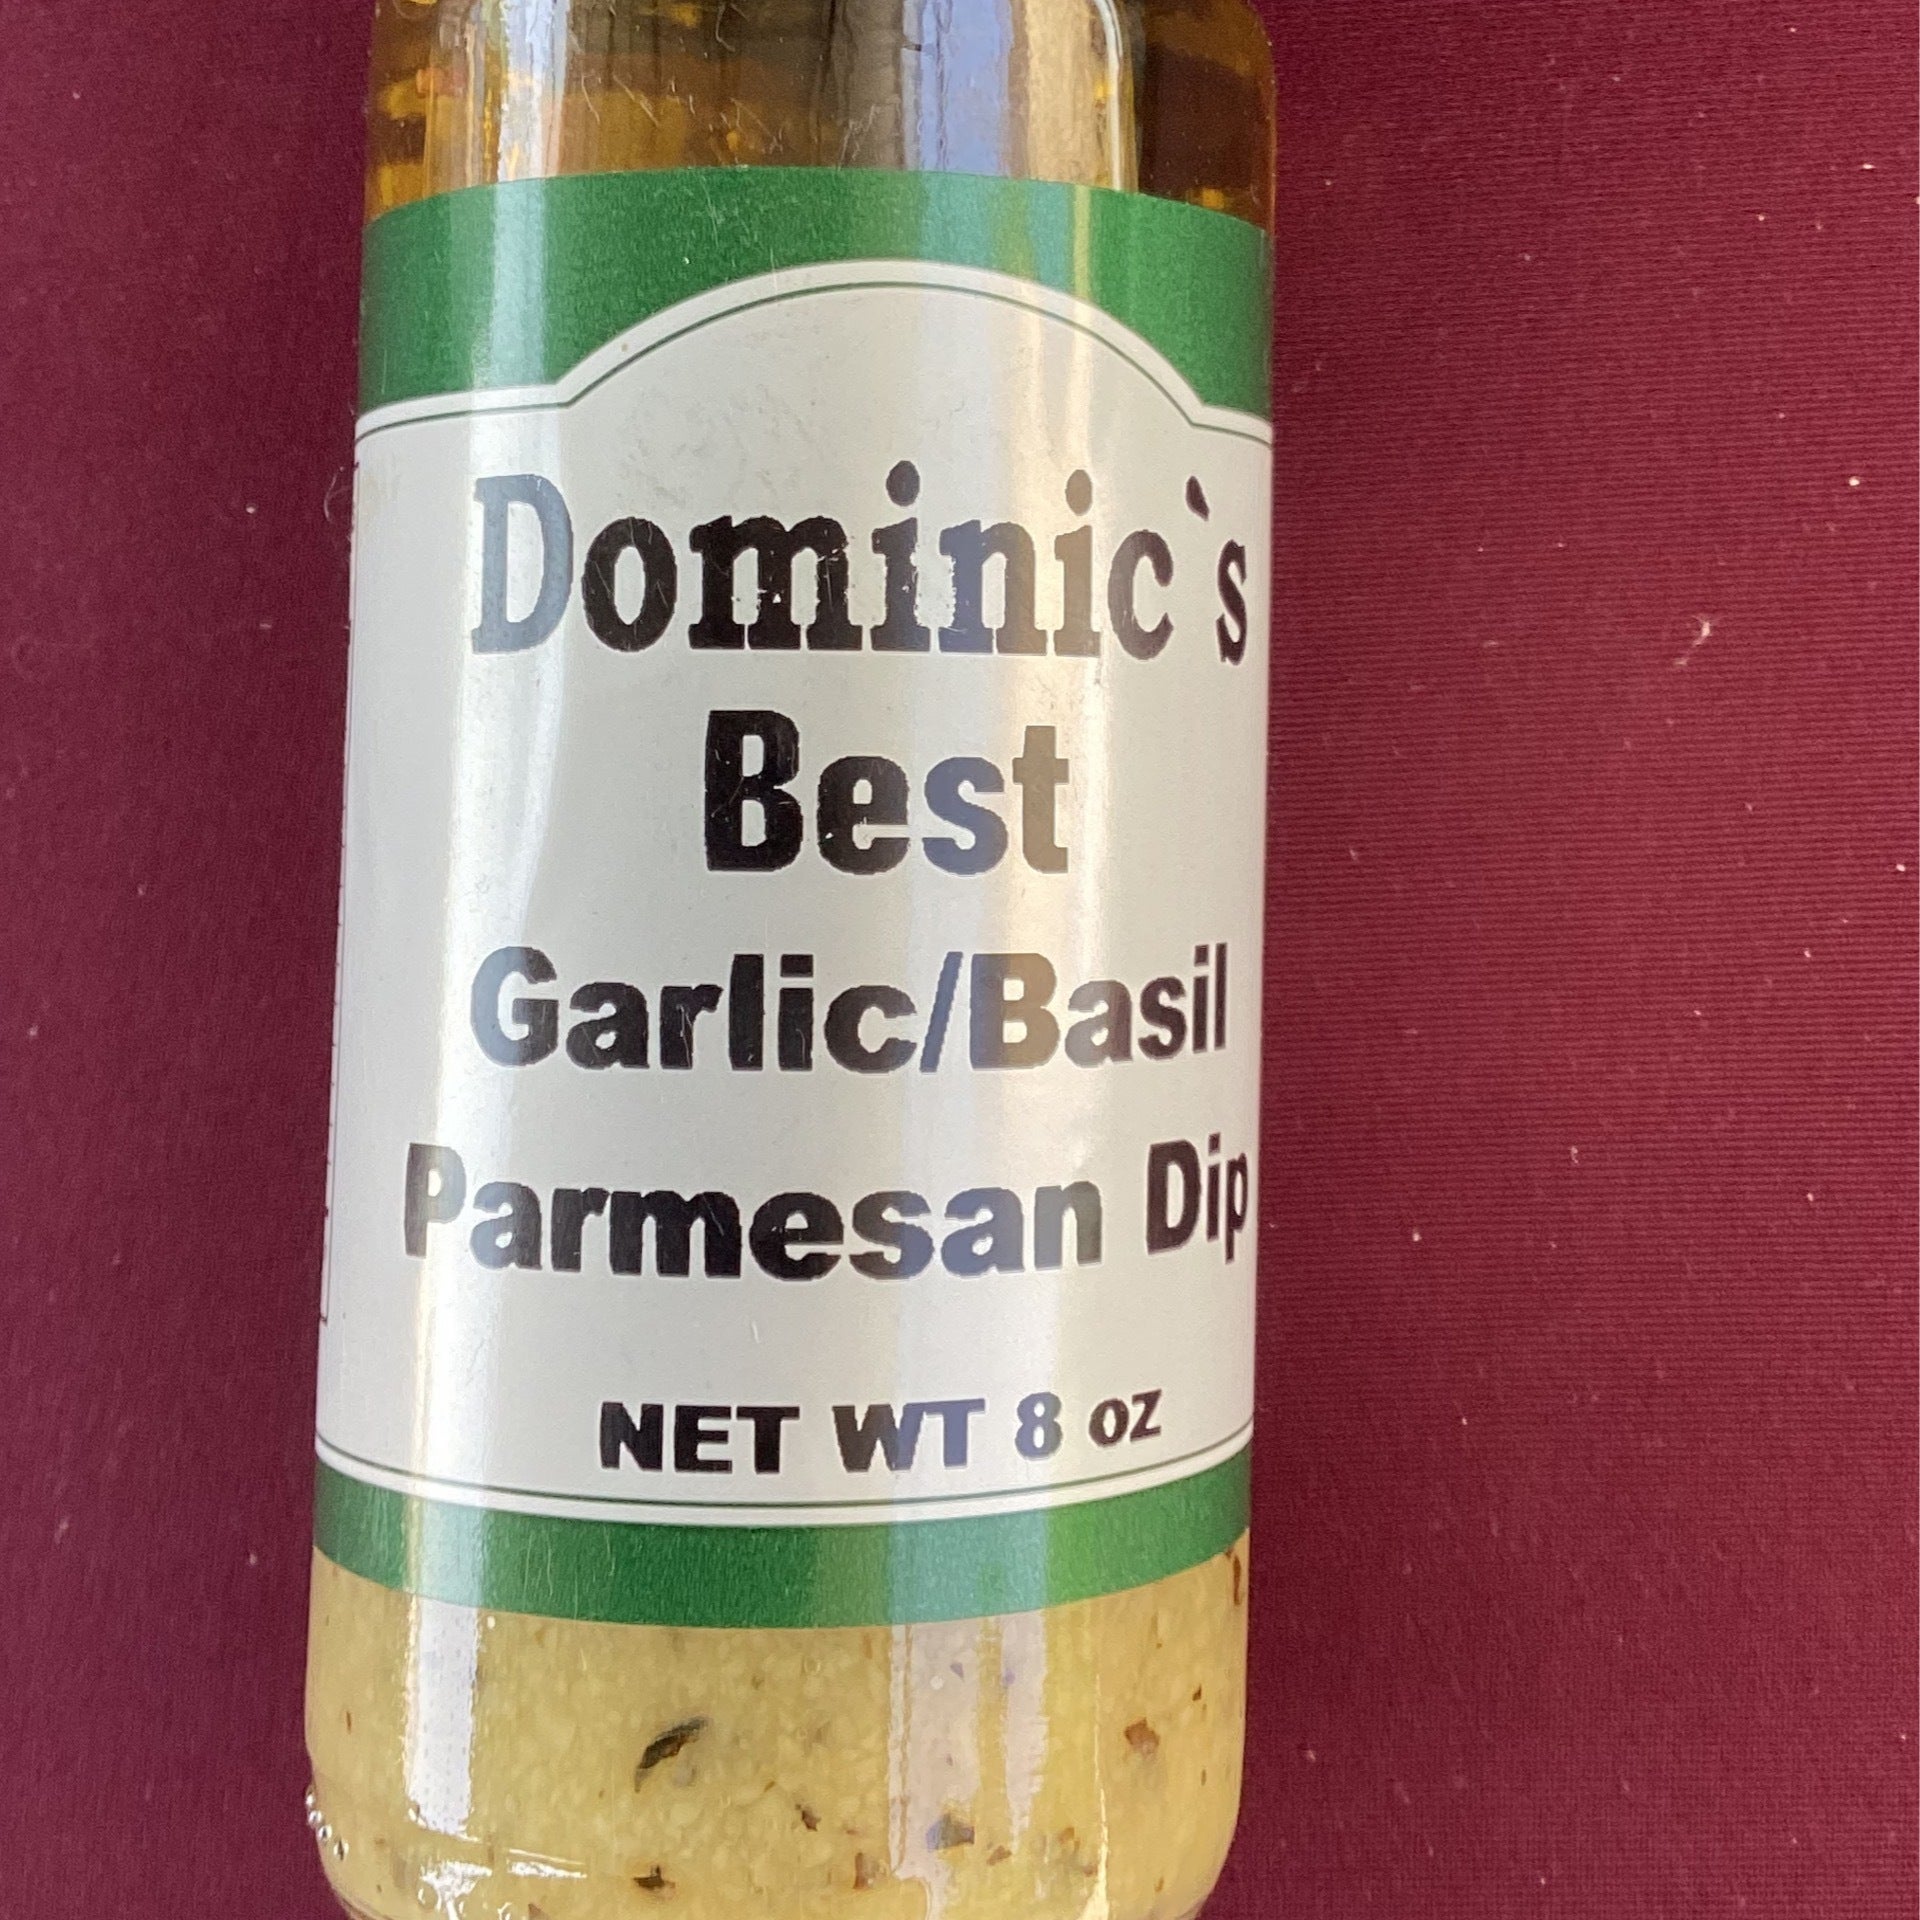 Dominic`s
Best
Garlic/Basil
Parmesan Dip
NET WT 8 oz